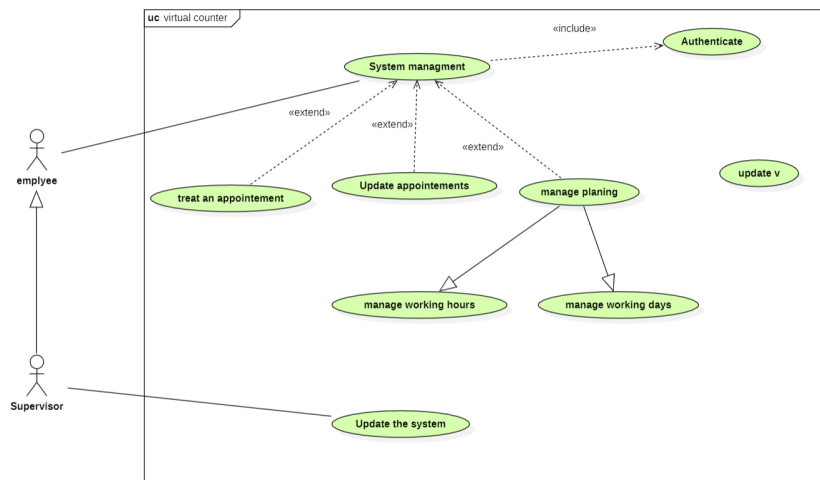 uc virtual counter
«include»
Authenticate
System managment
«extend»
«extend»
«extend»
emplyee
treat an appointement
Update appointements
manage planing
update v
manage working hours
manage working days
Supervisor
Update the system